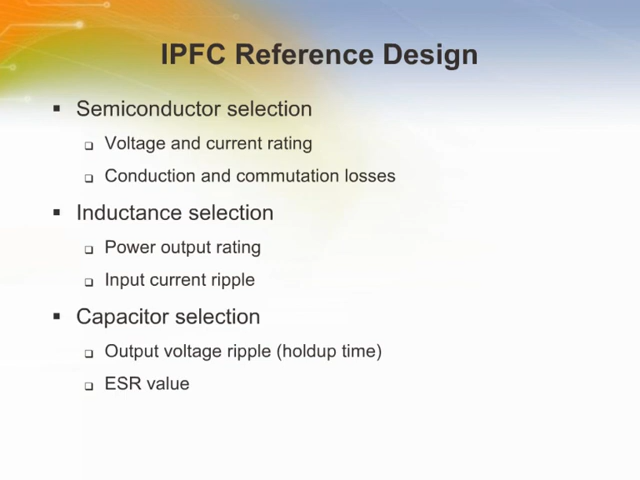 IPFC Reference Design
▪ Semiconductor selection
❑ Voltage and current rating
❑ Conduction and commutation losses
▪ Inductance selection
❑ Power output rating
❑ Input current ripple
▪ Capacitor selection
❑ Output voltage ripple (holdup time)
❑ ESR value